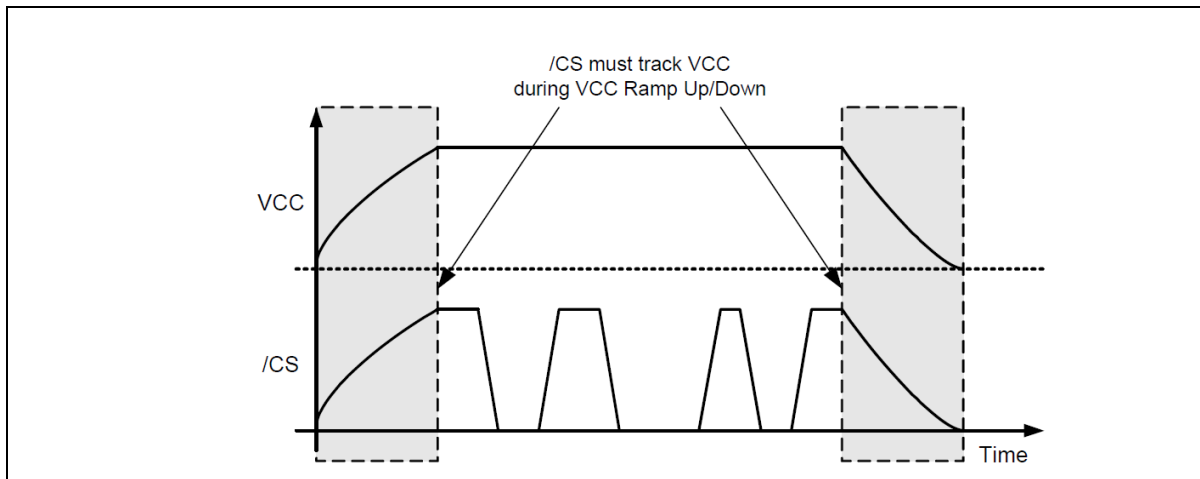 /CS must track VCC
during VCC Ramp Up/Down
VCC
/CS
Time